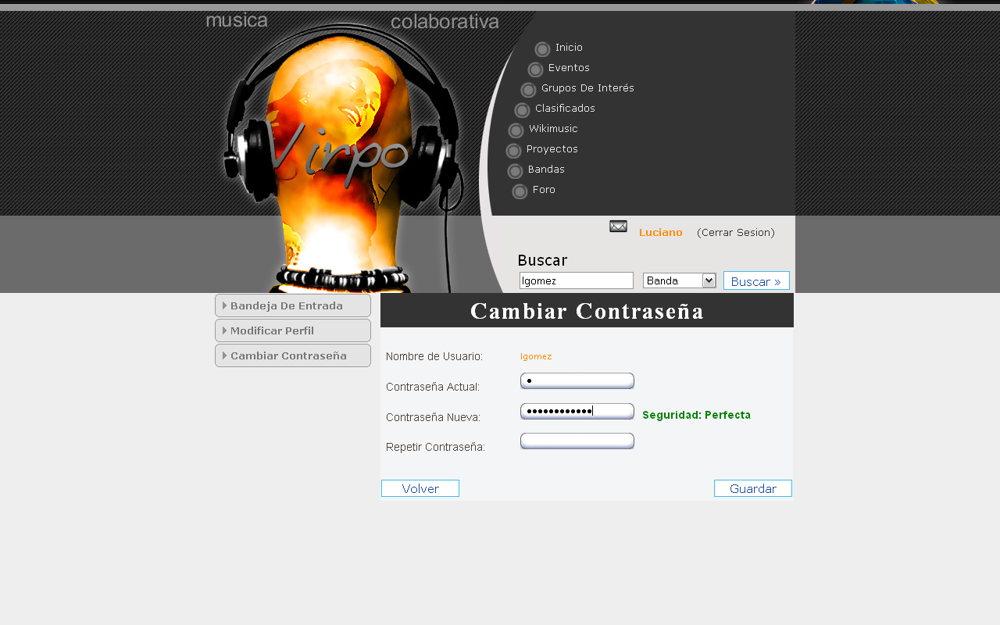 musica
colaborativa
Virpo
Inicio
Eventos
Grupos De Interés
Clasificados
Wikimusic
Proyectos
Bandas
Foro
Luciano (Cerrar Sesion)
Buscar
lgomez Banda Buscar »
Bandeja De Entrada
Modificar Perfil
Cambiar Contraseña
Cambiar Contraseña
Nombre de Usuario: lgomez
Contraseña Actual: •
Contraseña Nueva: •••••••••••• Seguridad: Perfecta
Repetir Contraseña:
Volver Guardar